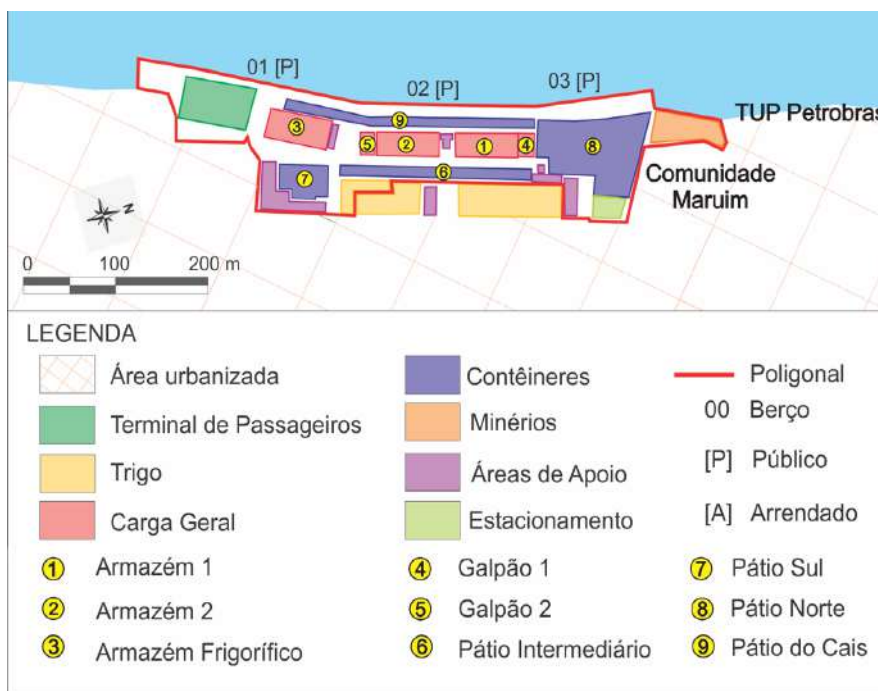 01 [P]
02 [P]
03 [P]
TUP Petrobras
Comunidade
Maruim
3
9
5
2
1
4
8
7
6
N
0 100 200 m
LEGENDA
Área urbanizada
Terminal de Passageiros
Trigo
Carga Geral
Contêineres
Minérios
Áreas de Apoio
Estacionamento
Poligonal
00 Berço
[P] Público
[A] Arrendado
1 Armazém 1
2 Armazém 2
3 Armazém Frigorífico
4 Galpão 1
5 Galpão 2
6 Pátio Intermediário
7 Pátio Sul
8 Pátio Norte
9 Pátio do Cais